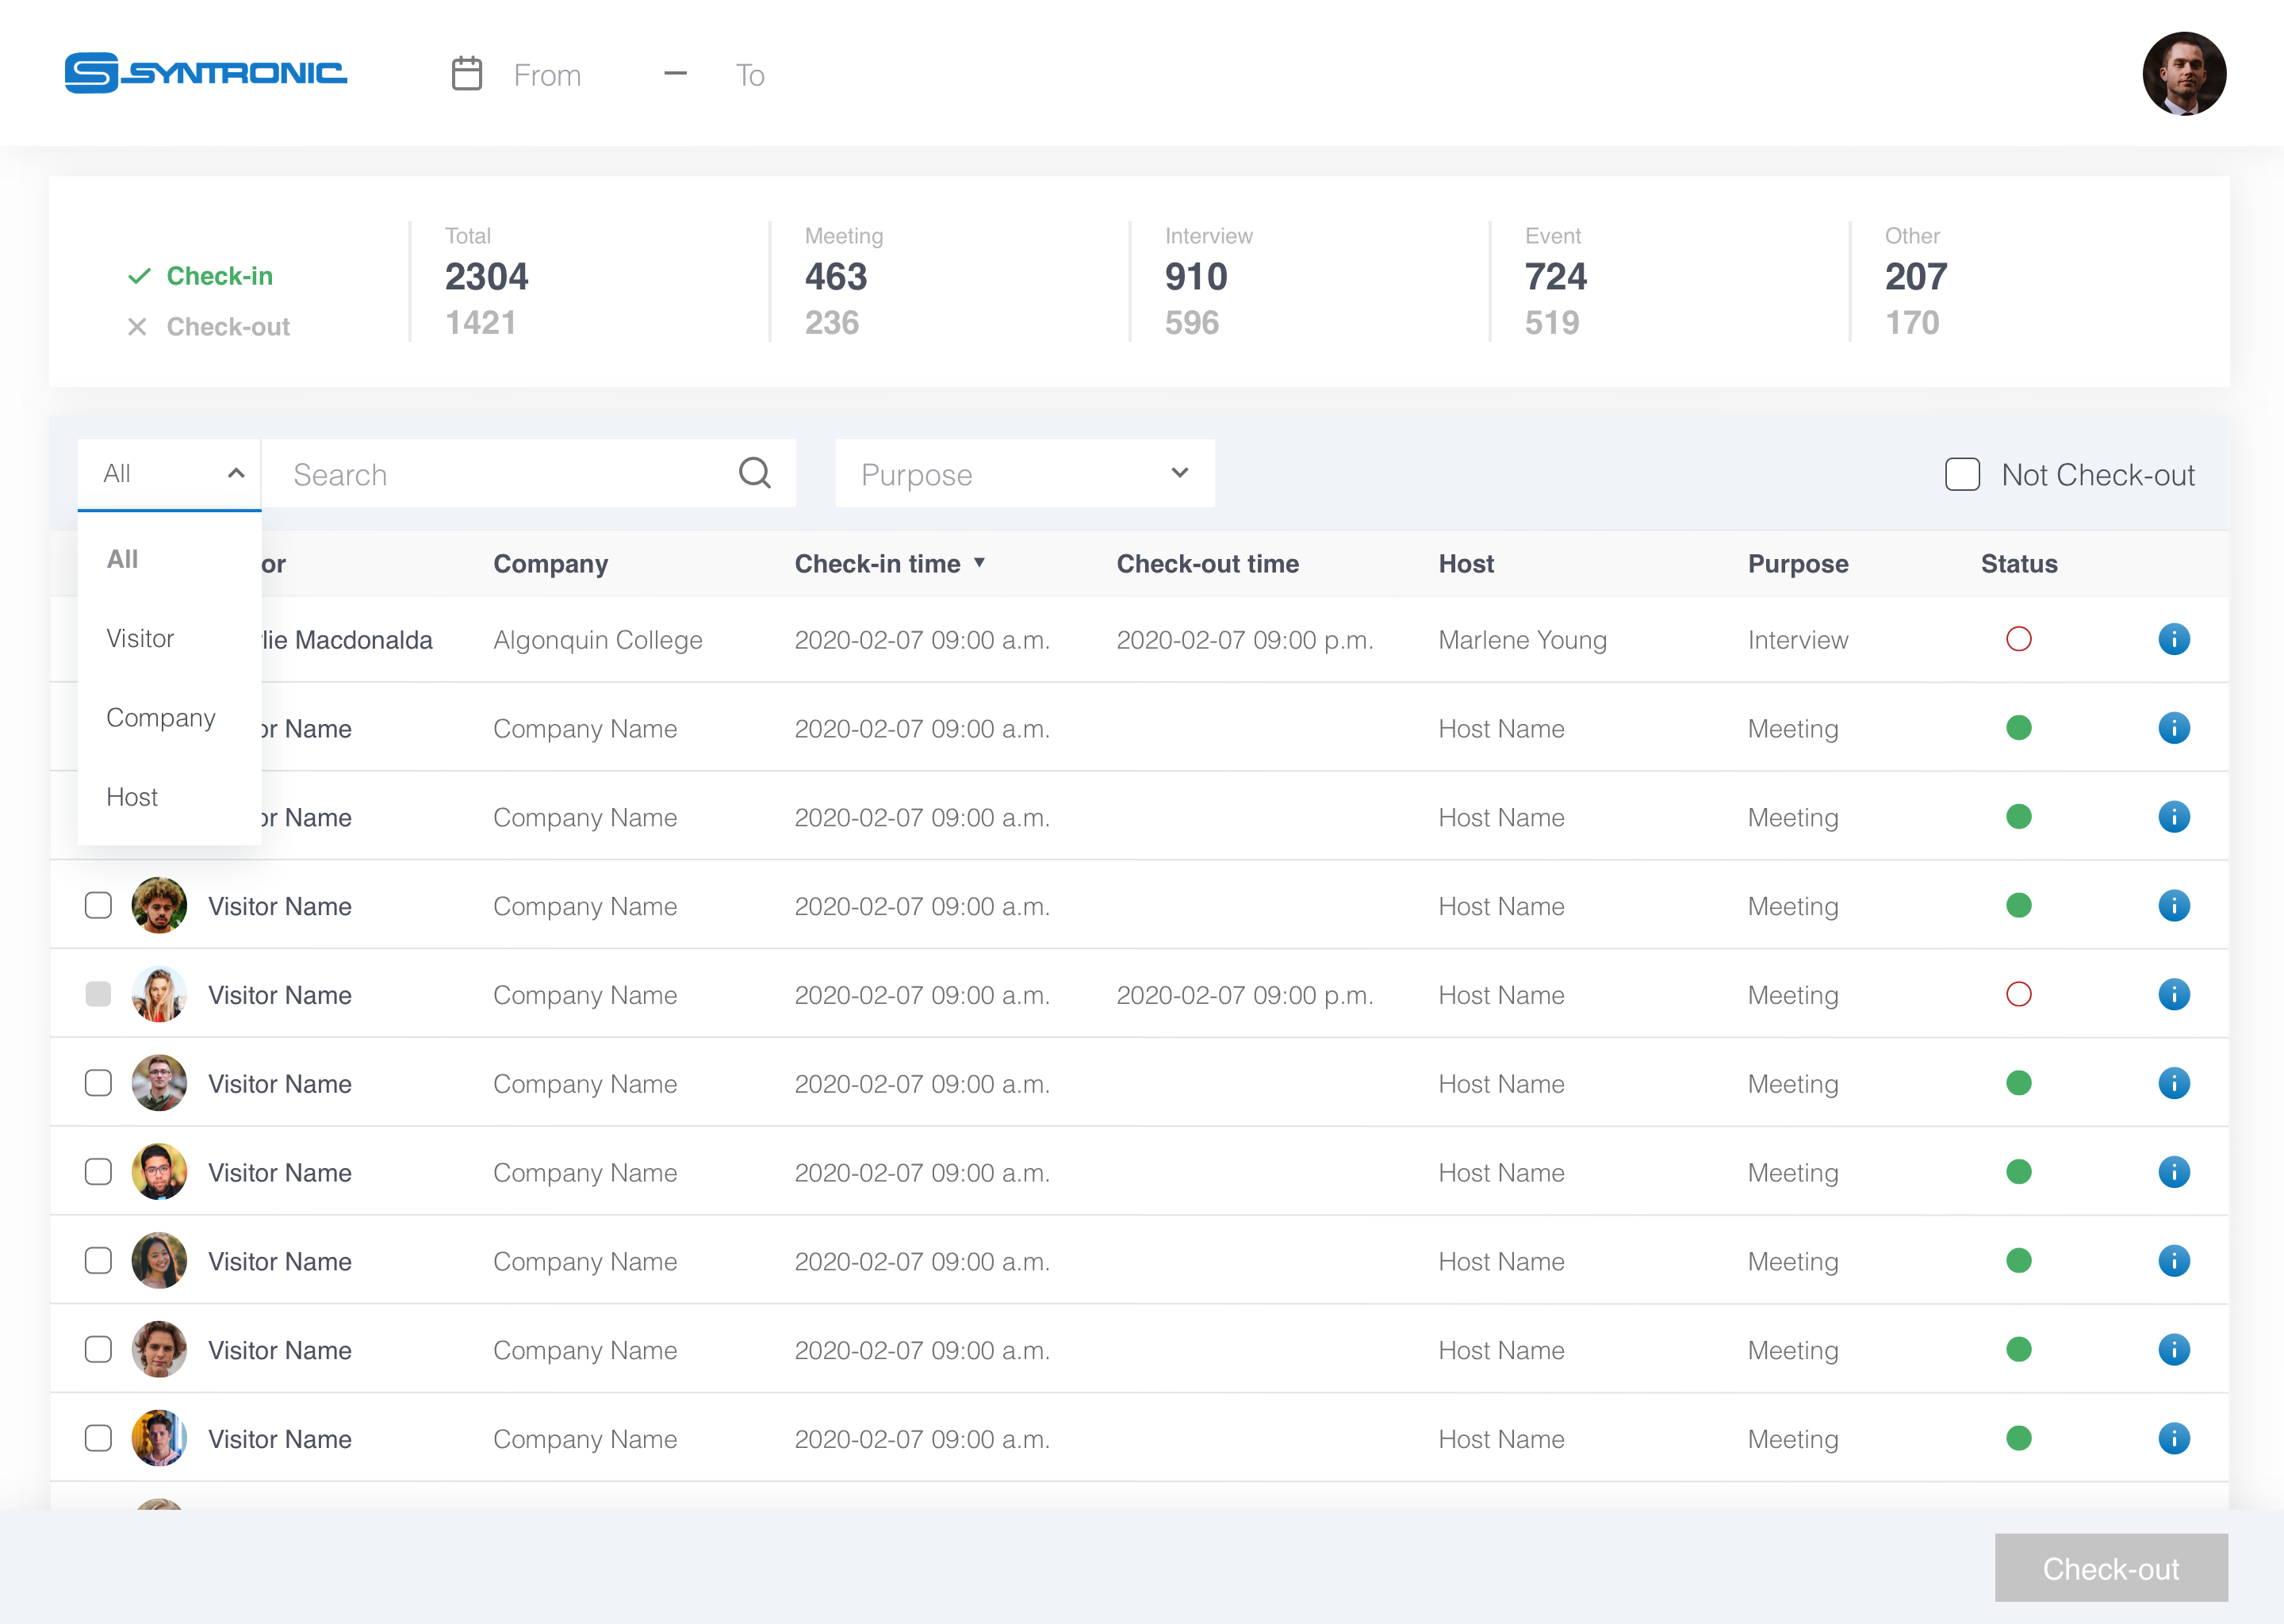 SYNTRONIC
From — To
Total Meeting Interview Event Other
Check-in 2304 463 910 724 207
Check-out 1421 236 596 519 170
All Search Purpose Not Check-out
All
Visitor
Company
Host
or Company Check-in time ▼ Check-out time Host Purpose Status
lie Macdonalda Algonquin College 2020-02-07 09:00 a.m. 2020-02-07 09:00 p.m. Marlene Young Interview
or Name Company Name 2020-02-07 09:00 a.m. Host Name Meeting
or Name Company Name 2020-02-07 09:00 a.m. Host Name Meeting
Visitor Name Company Name 2020-02-07 09:00 a.m. Host Name Meeting
Visitor Name Company Name 2020-02-07 09:00 a.m. 2020-02-07 09:00 p.m. Host Name Meeting
Visitor Name Company Name 2020-02-07 09:00 a.m. Host Name Meeting
Visitor Name Company Name 2020-02-07 09:00 a.m. Host Name Meeting
Visitor Name Company Name 2020-02-07 09:00 a.m. Host Name Meeting
Visitor Name Company Name 2020-02-07 09:00 a.m. Host Name Meeting
Visitor Name Company Name 2020-02-07 09:00 a.m. Host Name Meeting
Check-out